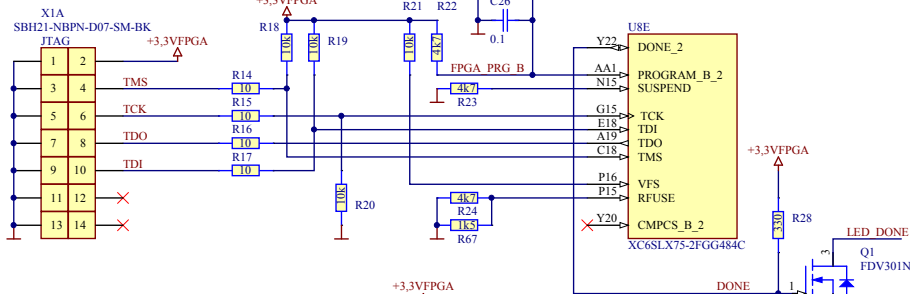 X1A
SBH21-NBPN-D07-SM-BK
JTAG
1 2
3 4
5 6
7 8
9 10
11 12
13 14
+3,3VFPGA
TMS
TCK
TDO
TDI
R14
10
R15
10
R16
10
R17
10
+3,3VFPGA
R18
10k
R19
10k
R20
10k
R21
10k
R22
4k7
C26
0.1
FPGA_PRG_B
4k7
R23
4k7
R24
1k5
R67
U8E
Y22 DONE_2
AA1 PROGRAM_B_2
N15 SUSPEND
G15 TCK
E18 TDI
A19 TDO
C18 TMS
P16 VFS
P15 RFUSE
Y20 CMPCS_B_2
XC6SLX75-2FGG484C
+3,3VFPGA
330
R28
LED_DONE
3
Q1
FDV301N
DONE
1
+3,3VFPGA